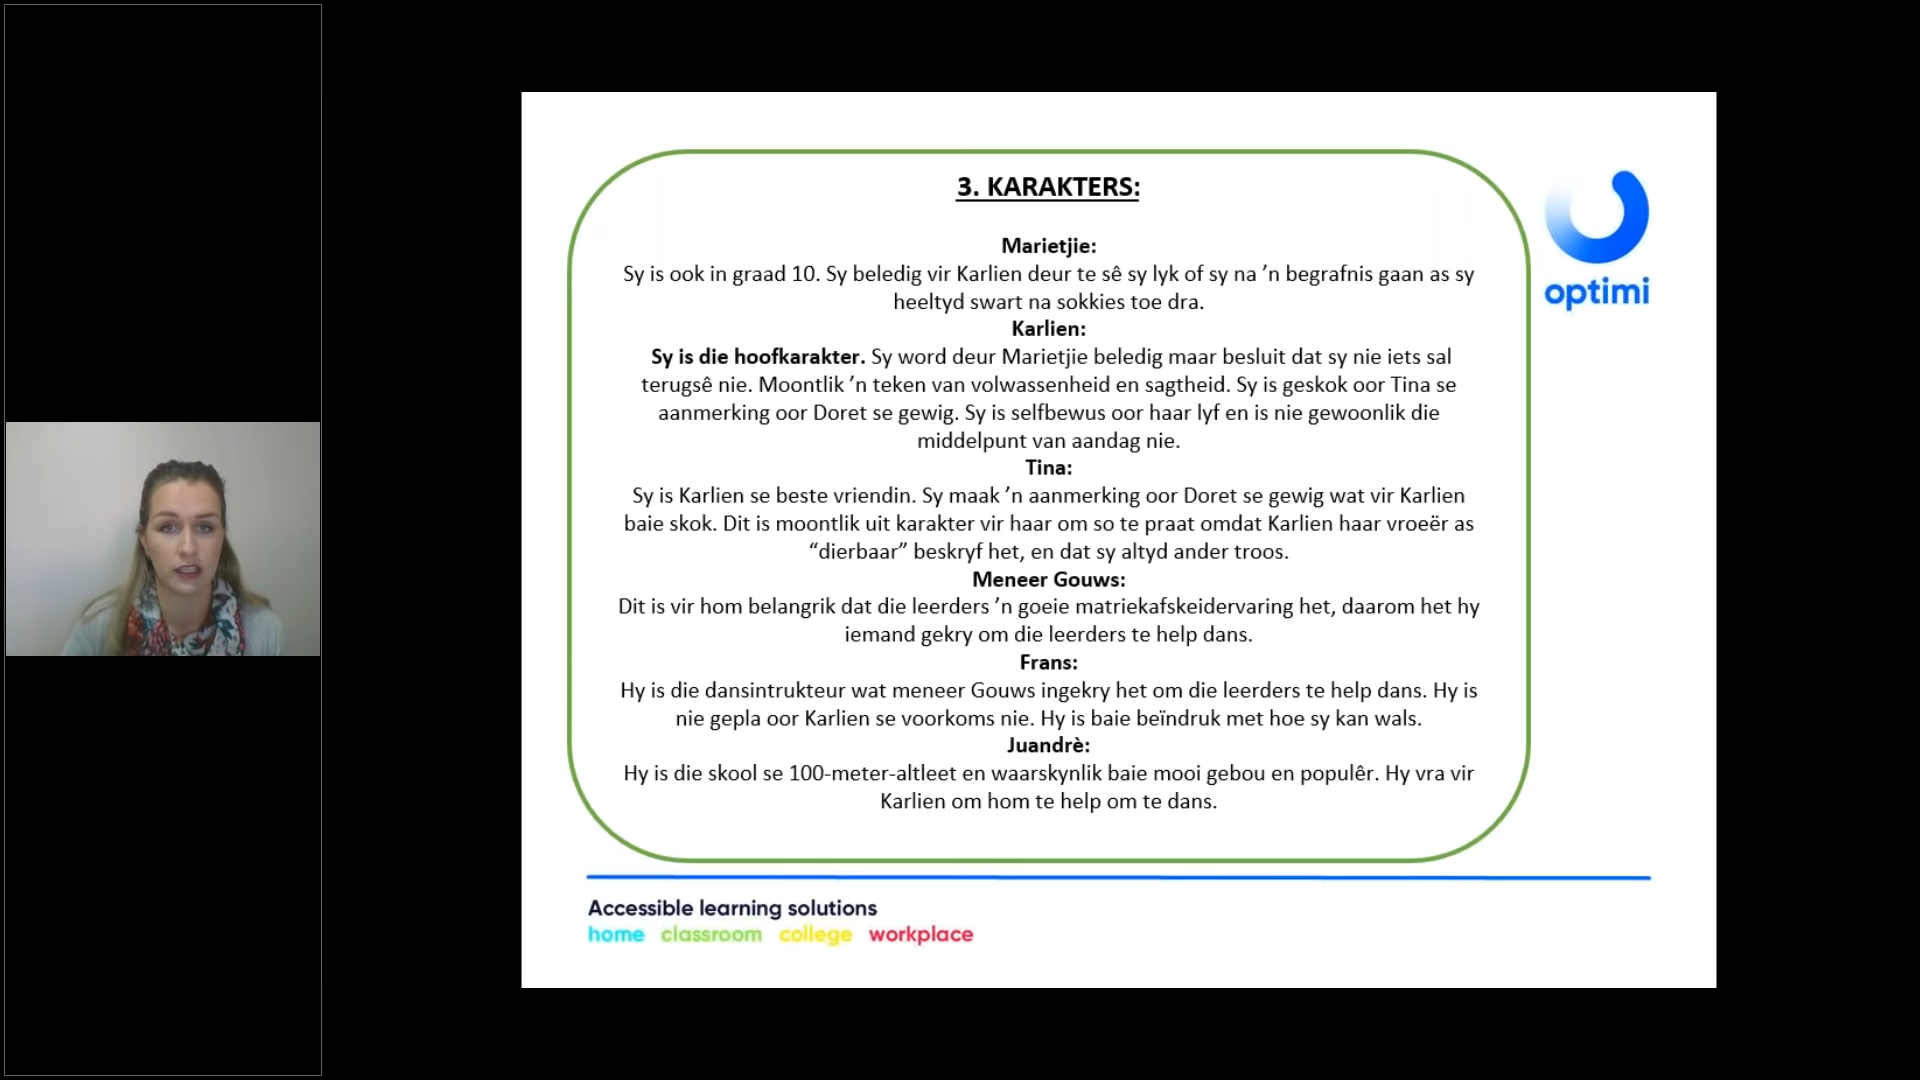 3. KARAKTERS:
Marietjie:
Sy is ook in graad 10. Sy beledig vir Karlien deur te sê sy lyk of sy na ’n begrafnis gaan as sy
heeltyd swart na sokkies toe dra.
Karlien:
Sy is die hoofkarakter. Sy word deur Marietjie beledig maar besluit dat sy nie iets sal
terugsê nie. Moontlik ’n teken van volwassenheid en sagtheid. Sy is geskok oor Tina se
aanmerking oor Doret se gewig. Sy is selfbewus oor haar lyf en is nie gewoonlik die
middelpunt van aandag nie.
Tina:
Sy is Karlien se beste vriendin. Sy maak ’n aanmerking oor Doret se gewig wat vir Karlien
baie skok. Dit is moontlik uit karakter vir haar om so te praat omdat Karlien haar vroeër as
“dierbaar” beskryf het, en dat sy altyd ander troos.
Meneer Gouws:
Dit is vir hom belangrik dat die leerders ’n goeie matriekafskeidervaring het, daarom het hy
iemand gekry om die leerders te help dans.
Frans:
Hy is die dansintrukteur wat meneer Gouws ingekry het om die leerders te help dans. Hy is
nie gepla oor Karlien se voorkoms nie. Hy is baie beïndruk met hoe sy kan wals.
Juandrè:
Hy is die skool se 100-meter-altleet en waarskynlik baie mooi gebou en populêr. Hy vra vir
Karlien om hom te help om te dans.
optimi
Accessible learning solutions
home classroom college workplace